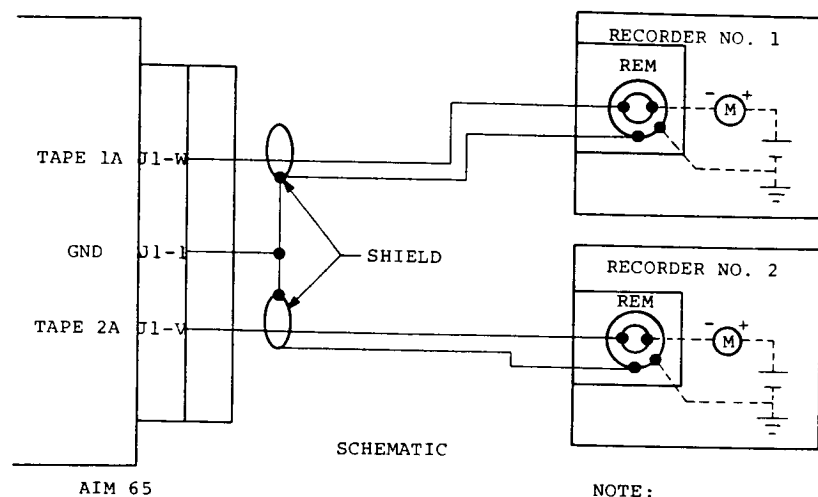 RECORDER NO. 1
REM
- +
M
TAPE 1A J1-W
GND J1-1
SHIELD
RECORDER NO. 2
TAPE 2A J1-V
REM
- +
M
SCHEMATIC
AIM 65
NOTE: